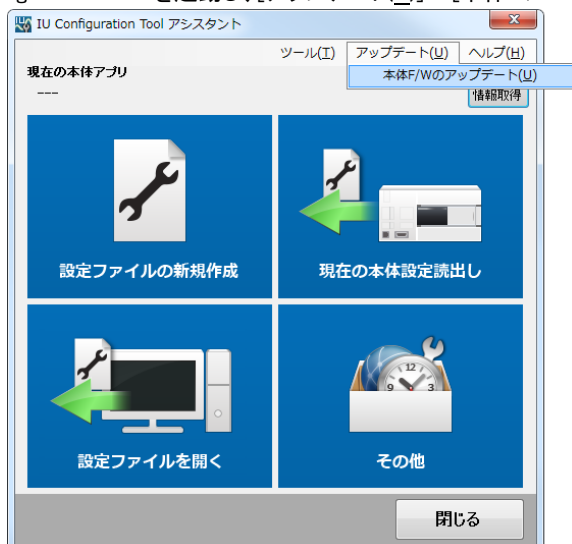 IU Configuration Tool アシスタント
ツール(T) アップデート(U) ヘルプ(H)
本体F/Wのアップデート(U)
現在の本体アプリ
---
情報取得
設定ファイルの新規作成
現在の本体設定読出し
設定ファイルを開く
12
9 3
その他
閉じる